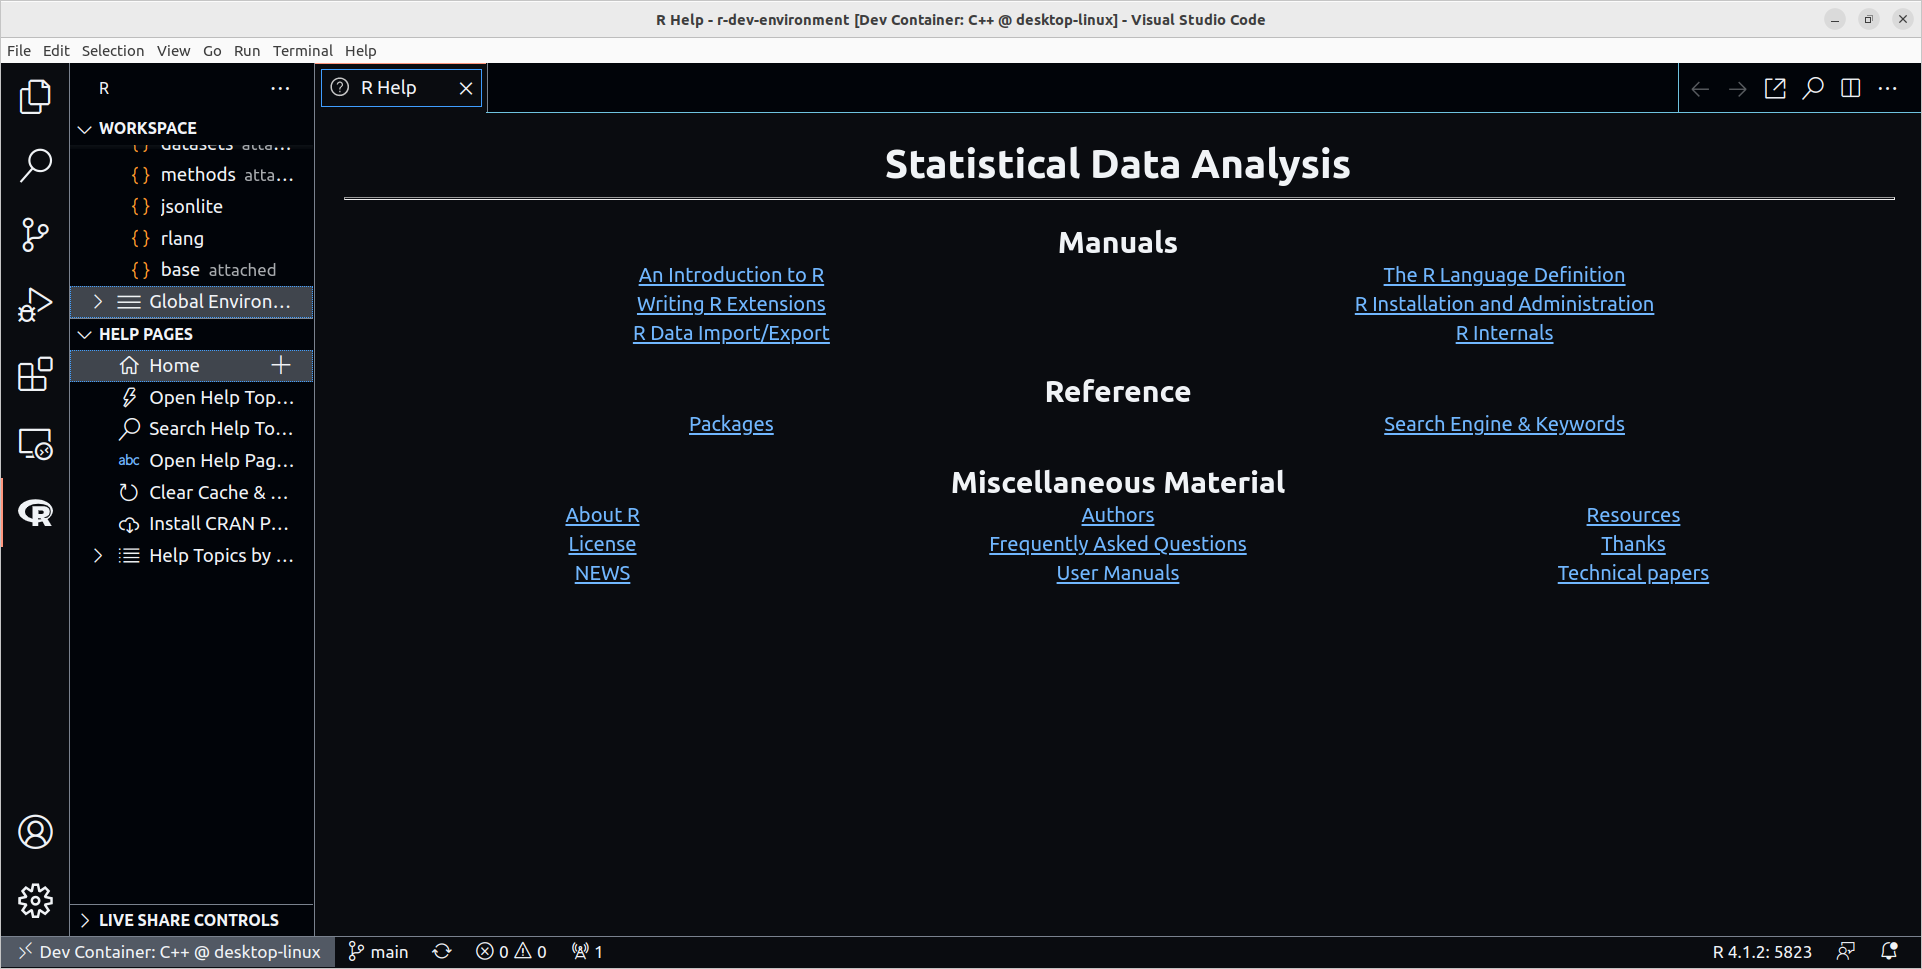 R Help - r-dev-environment [Dev Container: C++ @ desktop-linux] - Visual Studio Code
File Edit Selection View Go Run Terminal Help
R
R Help
WORKSPACE
datasets atta...
methods atta...
jsonlite
rlang
base attached
Global Environ...
HELP PAGES
Home
Open Help Top...
Search Help To...
abc Open Help Pag...
Clear Cache & ...
Install CRAN P...
Help Topics by ...
LIVE SHARE CONTROLS
Statistical Data Analysis
Manuals
An Introduction to R The R Language Definition
Writing R Extensions R Installation and Administration
R Data Import/Export R Internals
Reference
Packages Search Engine & Keywords
Miscellaneous Material
About R Authors Resources
License Frequently Asked Questions Thanks
NEWS User Manuals Technical papers
Dev Container: C++ @ desktop-linux main 0 0 1 R 4.1.2: 5823